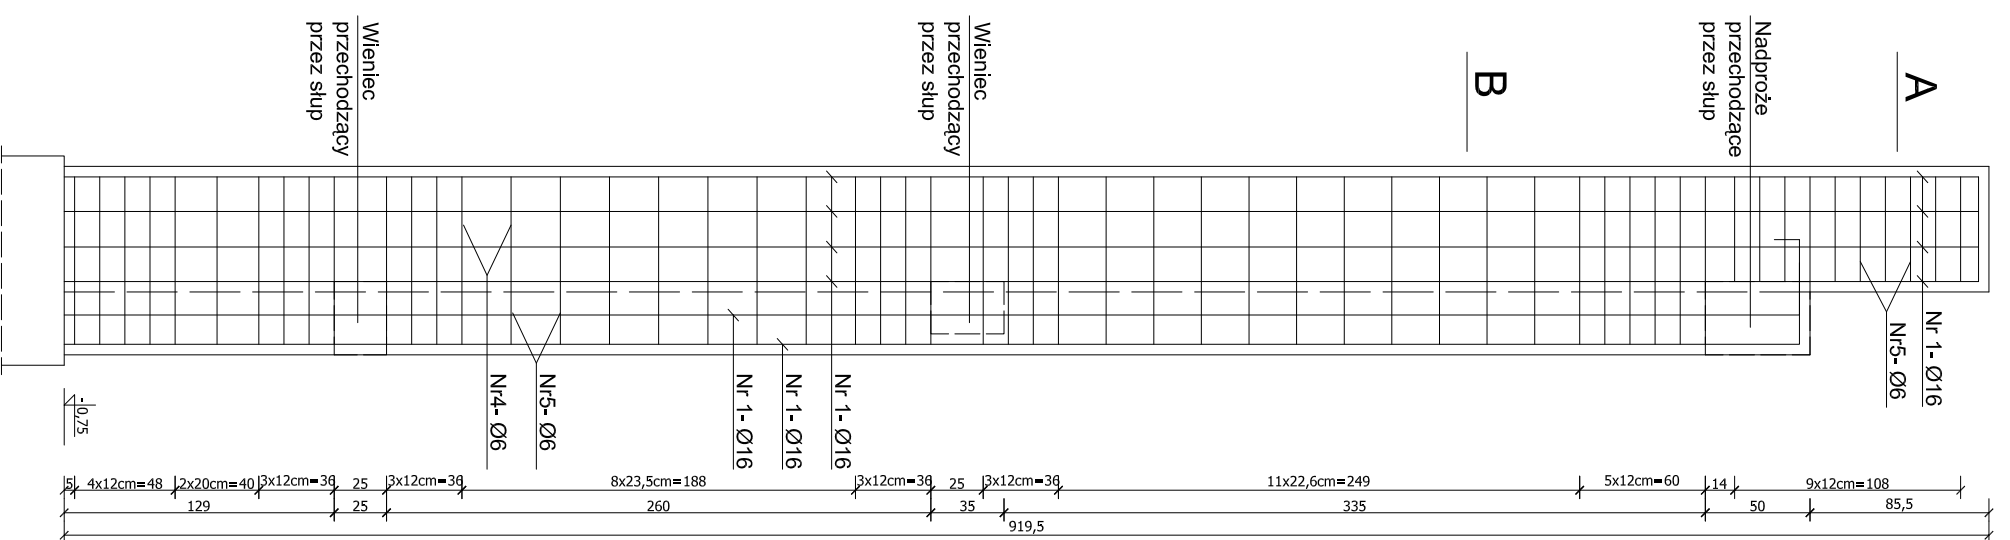 Wieniec
przechodzący
przez słup
Wieniec
przechodzący
przez słup
B
Nadproże
przechodzące
przez słup
A
Nr 1- Ø16
Nr5- Ø6
Nr4- Ø6
Nr5- Ø6
Nr 1- Ø16
Nr 1- Ø16
Nr 1- Ø16
-0,75
5 4x12cm=48 2x20cm=40 3x12cm=36 25 3x12cm=36 8x23,5cm=188 3x12cm=36 25 3x12cm=36 11x22,6cm=249 5x12cm=60 14 9x12cm=108
129 25 260 35 335 50 85,5
919,5